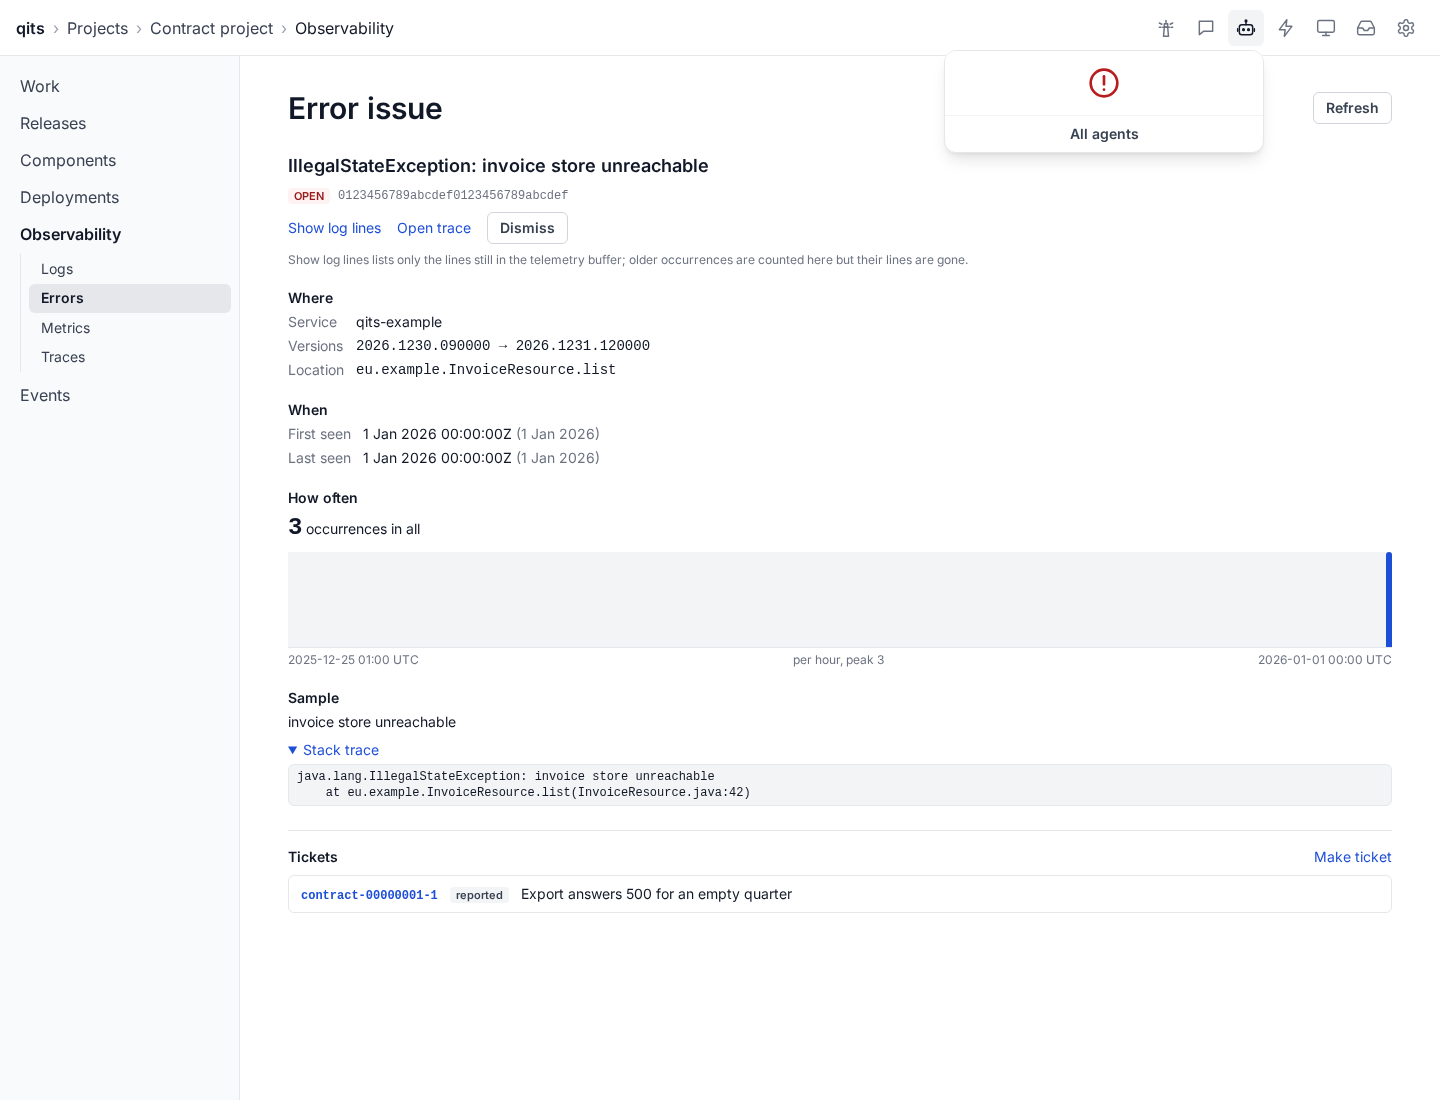 qits › Projects › Contract project › Observability
All agents
Work
Releases
Components
Deployments
Observability
Logs
Errors
Metrics
Traces
Events
Error issue
Refresh
IllegalStateException: invoice store unreachable
OPEN 0123456789abcdef0123456789abcdef
Show log lines Open trace Dismiss
Show log lines lists only the lines still in the telemetry buffer; older occurrences are counted here but their lines are gone.
Where
Service qits-example
Versions 2026.1230.090000 → 2026.1231.120000
Location eu.example.InvoiceResource.list
When
First seen 1 Jan 2026 00:00:00Z (1 Jan 2026)
Last seen 1 Jan 2026 00:00:00Z (1 Jan 2026)
How often
3 occurrences in all
2025-12-25 01:00 UTC per hour, peak 3 2026-01-01 00:00 UTC
Sample
invoice store unreachable
▼ Stack trace
java.lang.IllegalStateException: invoice store unreachable
    at eu.example.InvoiceResource.list(InvoiceResource.java:42)
Tickets Make ticket
contract-00000001-1 reported Export answers 500 for an empty quarter